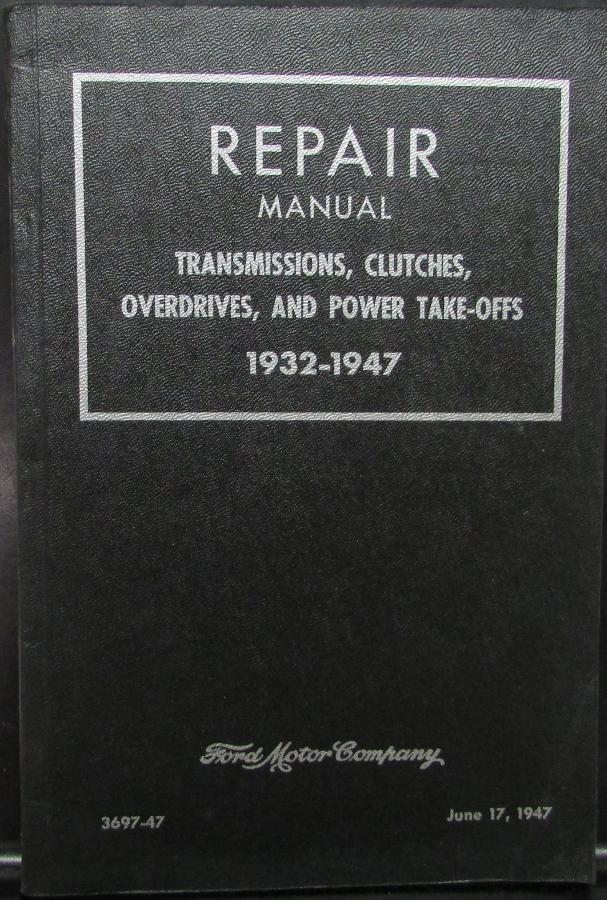 REPAIR
MANUAL
TRANSMISSIONS, CLUTCHES,
OVERDRIVES, AND POWER TAKE-OFFS
1932-1947
Ford Motor Company
3697-47
June 17, 1947